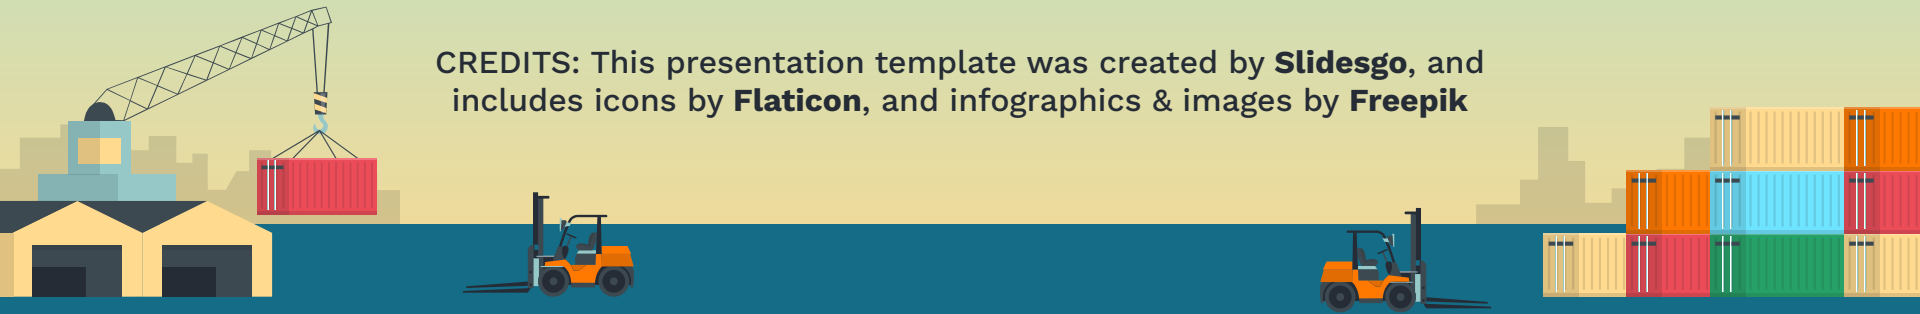 CREDITS: This presentation template was created by Slidesgo, and
includes icons by Flaticon, and infographics & images by Freepik